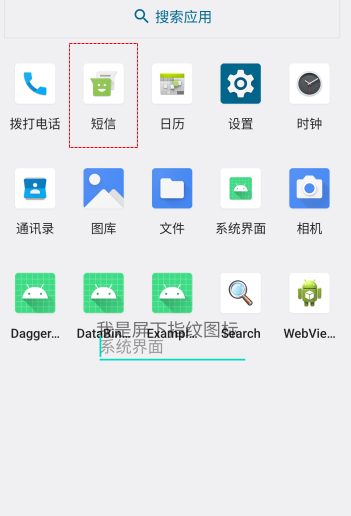 搜索应用
拨打电话 短信 日历 设置 时钟
通讯录 图库 文件 系统界面 相机
Dagger... DataBin... Exampl... Search WebVie...
我是屏下指纹图标
系统界面